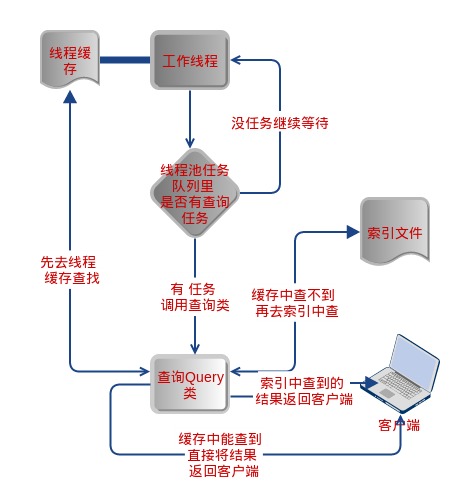 线程缓
存
工作线程
没任务继续等待
线程池任务
队列里
是否有查询
任务
索引文件
先去线程
缓存查找
有 任务
调用查询类
缓存中查不到
再去索引中查
查询Query
类
索引中查到的
结果返回客户端
客户端
缓存中能查到
直接将结果
返回客户端